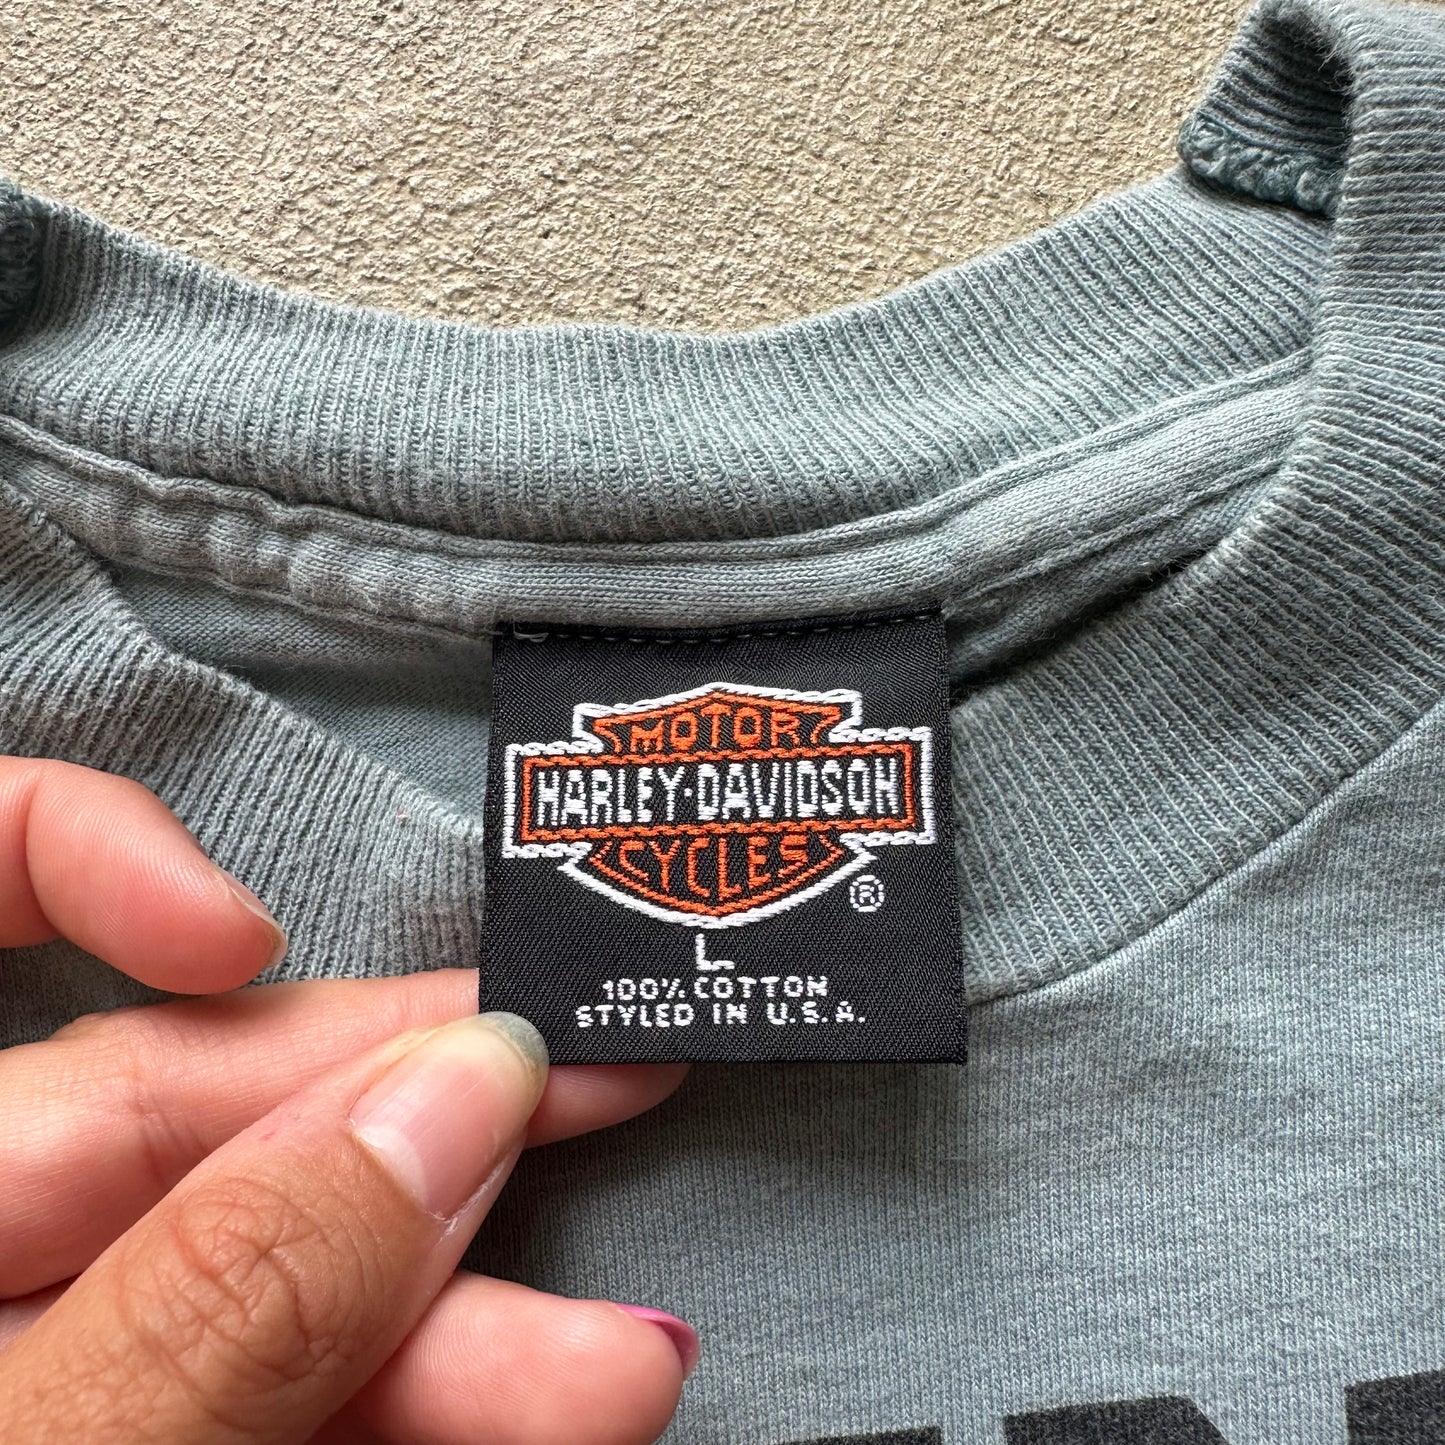 MOTOR
HARLEY-DAVIDSON
CYCLES
®
L
100% COTTON
STYLED IN U.S.A.